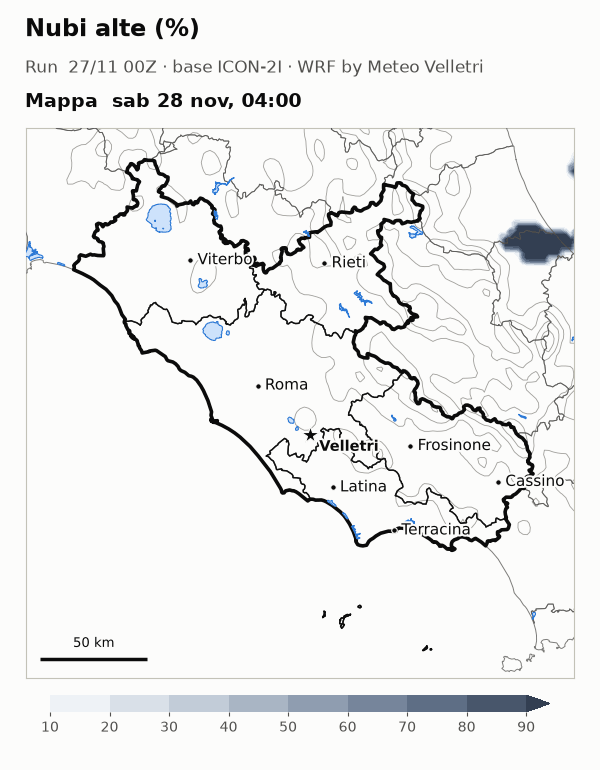 Nubi alte (%)
Run 27/11 00Z · base ICON-2I · WRF by Meteo Velletri
Mappa sab 28 nov, 04:00
Viterbo
Rieti
Roma
Velletri
Frosinone
Latina
Cassino
Terracina
50 km
10 20 30 40 50 60 70 80 90